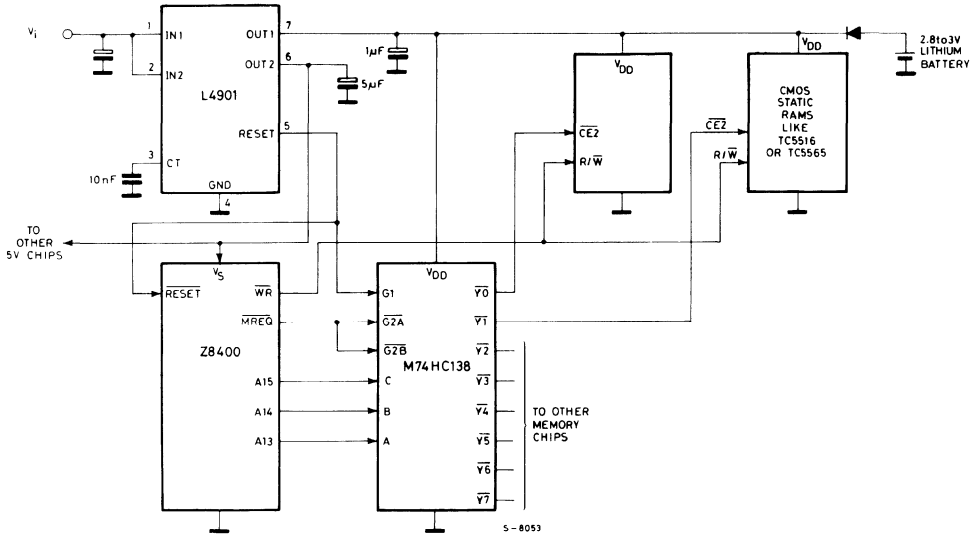 Vi
1
IN1
2
IN2
L4901
3
CT
10nF
GND
4
OUT1
7
OUT2
6
RESET
5
1µF
5µF
VDD
CE2
R/W
VDD
CMOS
STATIC
RAMS
LIKE
TC5516
OR TC5565
CE2
R/W
2.8to3V
LITHIUM
BATTERY
TO
OTHER
5V CHIPS
VS
RESET
WR
MREQ
Z8400
A15
A14
A13
VDD
G1
G2A
G2B
M74HC138
C
B
A
Y0
Y1
Y2
Y3
Y4
Y5
Y6
Y7
TO OTHER
MEMORY
CHIPS
S-8053